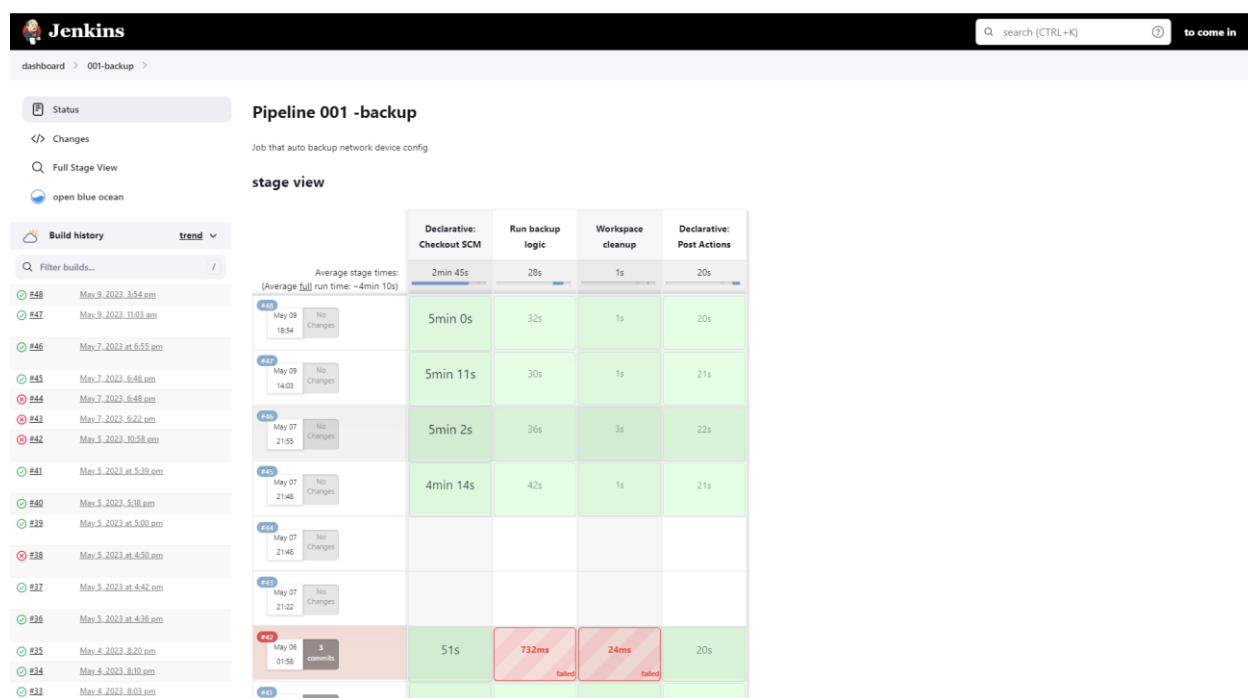 Jenkins
search (CTRL+K)
to come in
dashboard > 001-backup >
Status
Changes
Full Stage View
open blue ocean
Build history trend
Filter builds... /
#48 May 9, 2023, 3:54 pm
#47 May 9, 2023, 11:03 am
#46 May 7, 2023 at 6:55 pm
#45 May 7, 2023, 6:48 pm
#44 May 7, 2023, 6:48 pm
#43 May 7, 2023, 6:22 pm
#42 May 5, 2023, 10:58 pm
#41 May 5, 2023 at 5:39 pm
#40 May 5, 2023, 5:18 pm
#39 May 5, 2023 at 5:00 pm
#38 May 5, 2023 at 4:50 pm
#37 May 5, 2023 at 4:42 pm
#36 May 5, 2023 at 4:36 pm
#35 May 4, 2023, 8:20 pm
#34 May 4, 2023, 8:10 pm
#33 May 4, 2023, 8:03 pm
Pipeline 001 -backup
Job that auto backup network device config
stage view
Declarative: Run backup Workspace Declarative:
Checkout SCM logic cleanup Post Actions
Average stage times: 2min 45s 28s 1s 20s
(Average full run time: ~4min 10s)
#48
May 09 No
18:54 Changes
5min 0s 32s 1s 20s
#47
May 09 No
14:03 Changes
5min 11s 30s 1s 21s
#46
May 07 No
21:55 Changes
5min 2s 36s 3s 22s
#45
May 07 No
21:48 Changes
4min 14s 42s 1s 21s
#44
May 07 No
21:46 Changes
#43
May 07 No
21:22 Changes
#42
May 06 3
01:58 commits
51s 732ms 24ms 20s
failed failed
#41